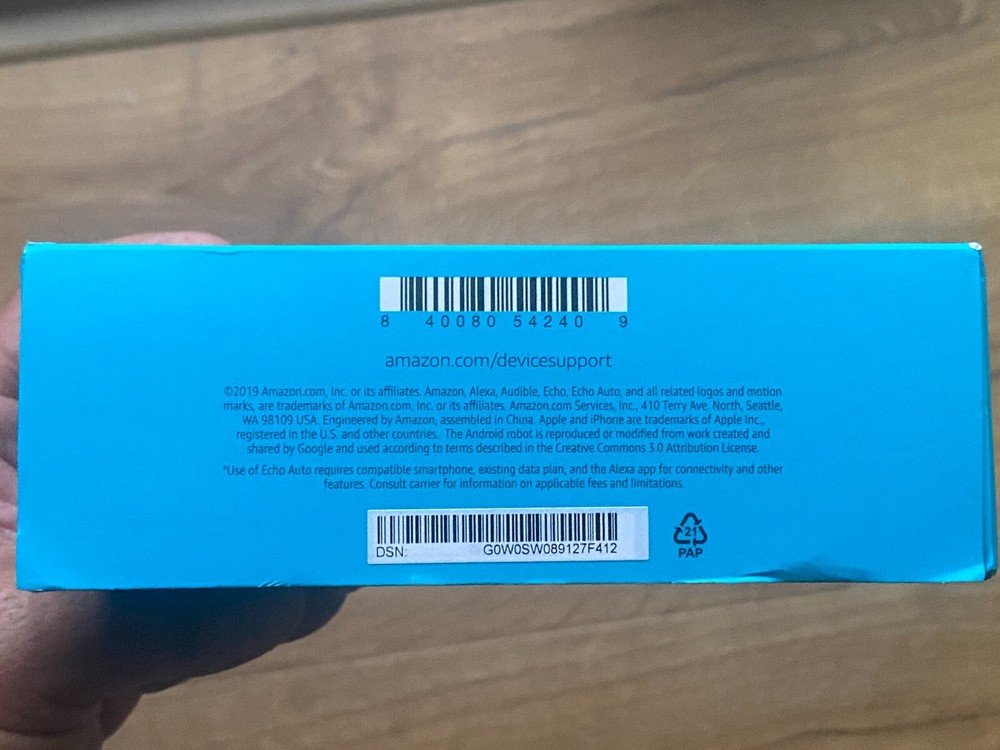 8 40080 54240 9
amazon.com/devicesupport
©2019 Amazon.com, Inc. or its affiliates. Amazon, Alexa, Audible, Echo, Echo Auto, and all related logos and motion
marks, are trademarks of Amazon.com, Inc. or its affiliates. Amazon.com Services, Inc., 410 Terry Ave. North, Seattle,
WA 98109 USA. Engineered by Amazon, assembled in China. Apple and iPhone are trademarks of Apple Inc.,
registered in the U.S. and other countries. The Android robot is reproduced or modified from work created and
shared by Google and used according to terms described in the Creative Commons 3.0 Attribution License.
*Use of Echo Auto requires compatible smartphone, existing data plan, and the Alexa app for connectivity and other
features. Consult carrier for information on applicable fees and limitations.
DSN: G0W0SW089127F412
21
PAP